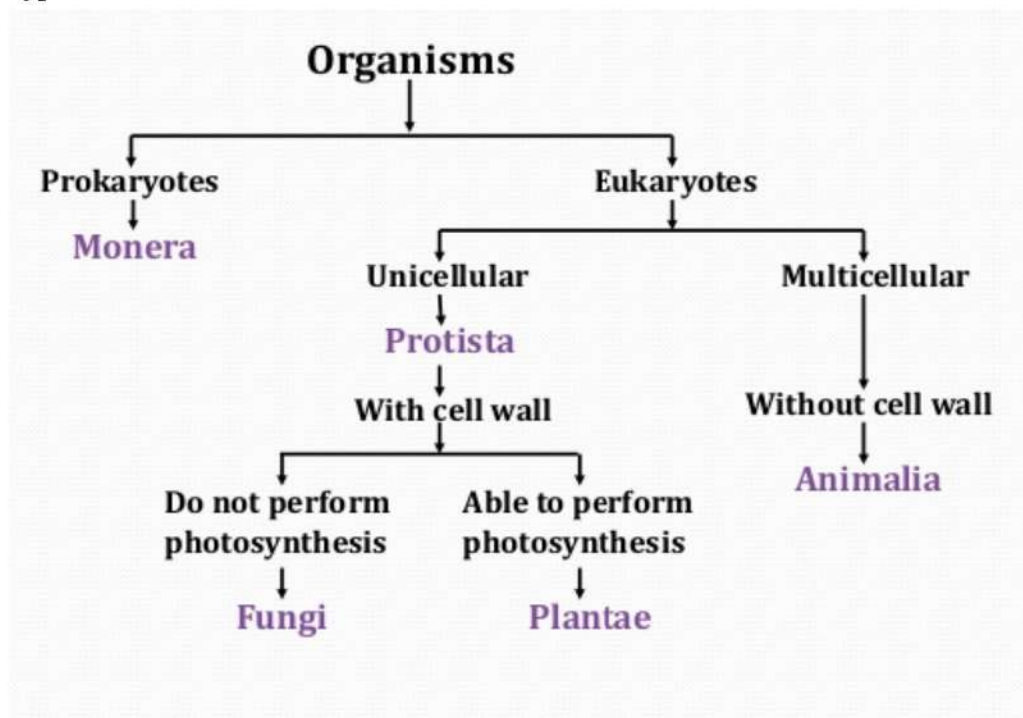 Organisms
Prokaryotes
Eukaryotes
Monera
Unicellular
Multicellular
Protista
With cell wall
Without cell wall
Animalia
Do not perform
photosynthesis
Able to perform
photosynthesis
Fungi
Plantae